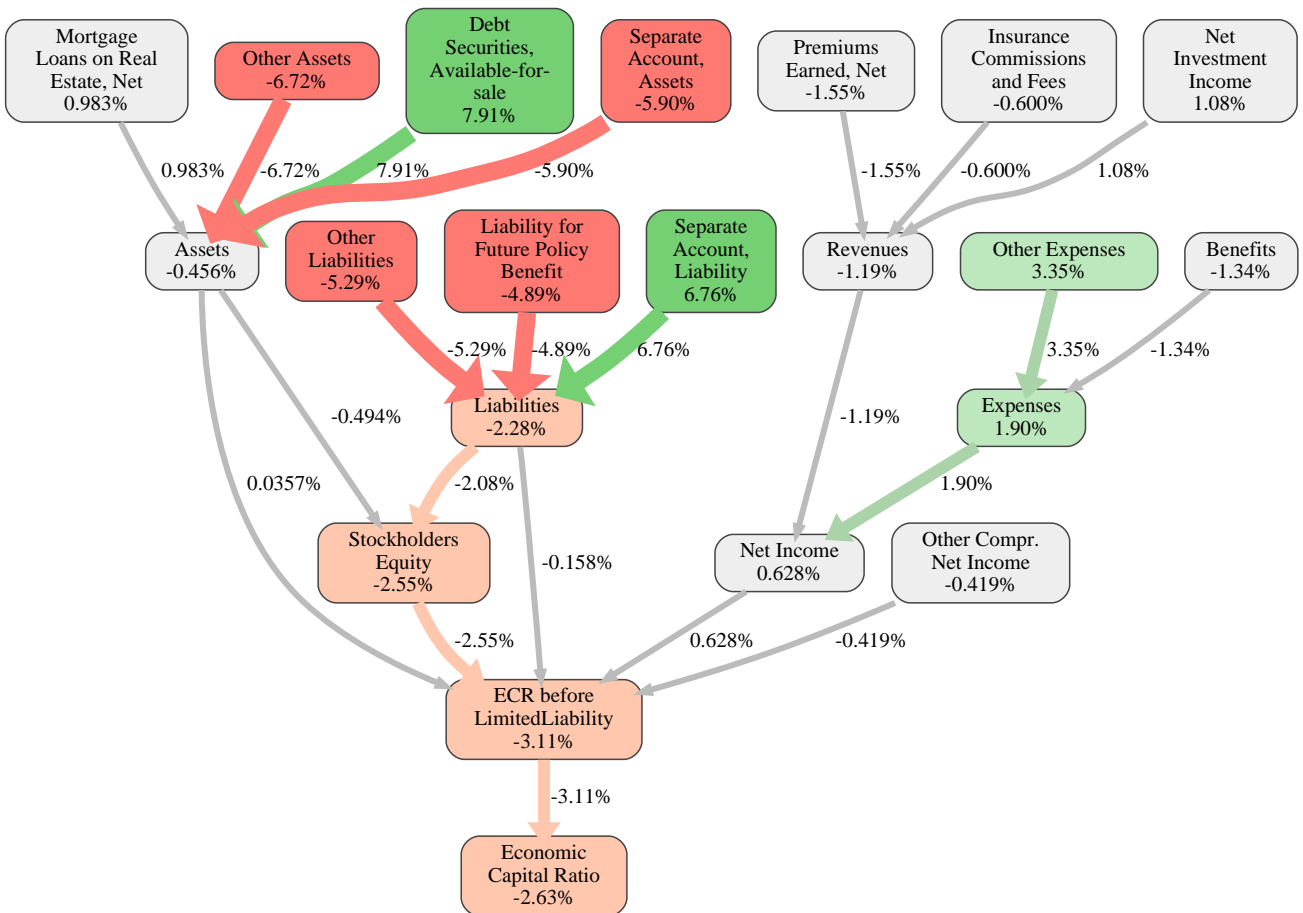 Mortgage
Loans on Real
Estate, Net
0.983%
Other Assets
-6.72%
Debt
Securities,
Available-for-
sale
7.91%
Separate
Account,
Assets
-5.90%
Premiums
Earned, Net
-1.55%
Insurance
Commissions
and Fees
-0.600%
Net
Investment
Income
1.08%
0.983%
-6.72%
7.91%
-5.90%
-1.55%
-0.600%
1.08%
Assets
-0.456%
Other
Liabilities
-5.29%
Liability for
Future Policy
Benefit
-4.89%
Separate
Account,
Liability
6.76%
Revenues
-1.19%
Other Expenses
3.35%
Benefits
-1.34%
-5.29%
-4.89%
6.76%
3.35%
-1.34%
Liabilities
-2.28%
Expenses
1.90%
-0.494%
-1.19%
0.0357%
-2.08%
1.90%
Stockholders
Equity
-2.55%
-0.158%
Net Income
0.628%
Other Compr.
Net Income
-0.419%
-2.55%
0.628%
-0.419%
ECR before
LimitedLiability
-3.11%
-3.11%
Economic
Capital Ratio
-2.63%